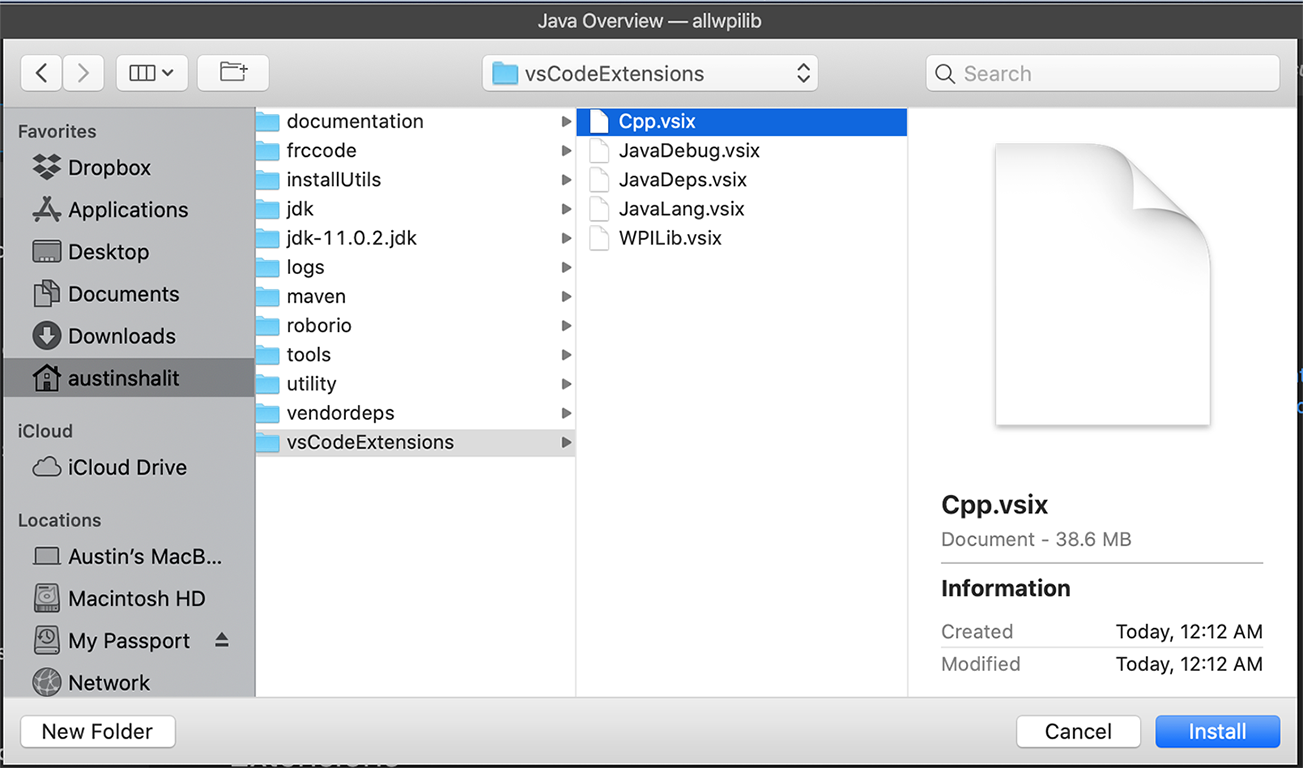 Java Overview — allwpilib
vsCodeExtensions
Search
Favorites
Dropbox
Applications
Desktop
Documents
Downloads
austinshalit
iCloud
iCloud Drive
Locations
Austin’s MacB...
Macintosh HD
My Passport
Network
documentation
frccode
installUtils
jdk
jdk-11.0.2.jdk
logs
maven
roborio
tools
utility
vendordeps
vsCodeExtensions
Cpp.vsix
JavaDebug.vsix
JavaDeps.vsix
JavaLang.vsix
WPILib.vsix
Cpp.vsix
Document - 38.6 MB
Information
Created Today, 12:12 AM
Modified Today, 12:12 AM
New Folder
Cancel
Install